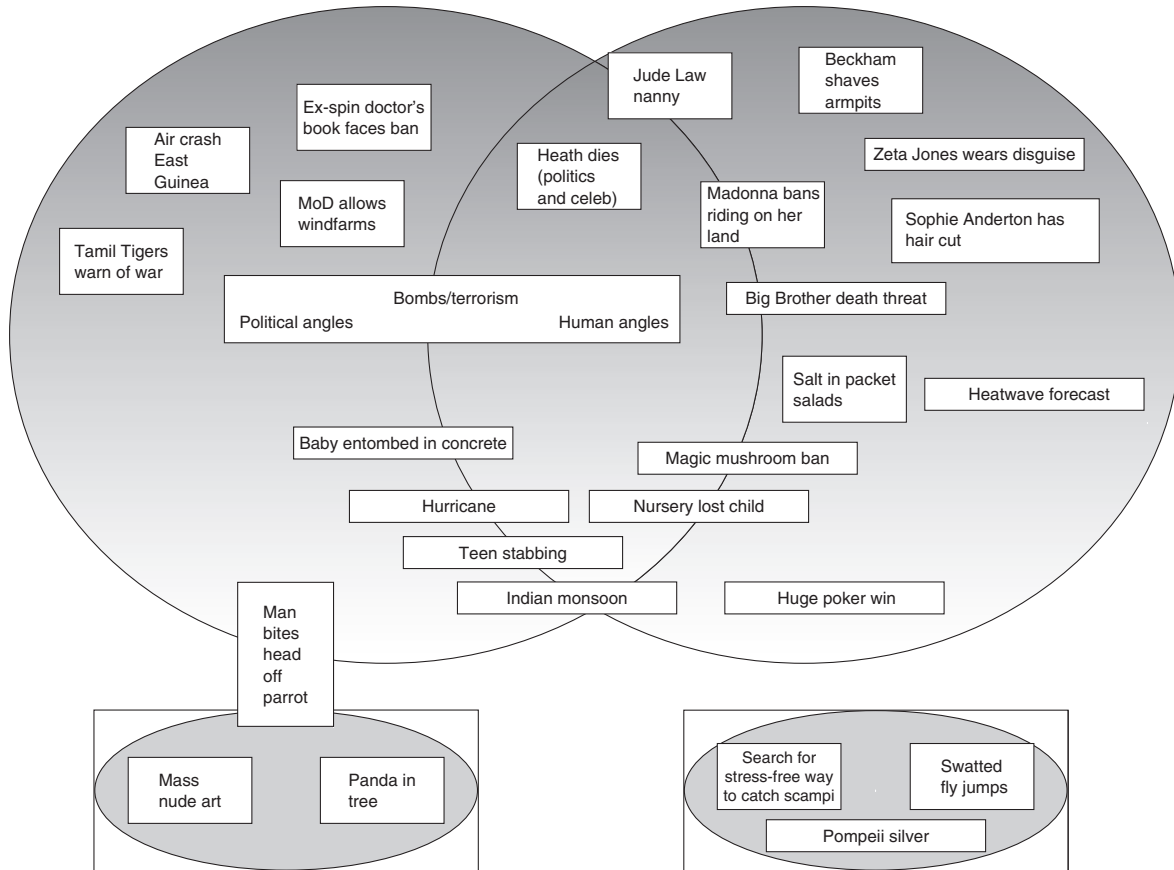 Jude Law
nanny
Beckham
shaves
armpits
Ex-spin doctor's
book faces ban
Air crash
East
Guinea
Heath dies
(politics
and celeb)
Zeta Jones wears disguise
MoD allows
windfarms
Madonna bans
riding on her
land
Sophie Anderton has
hair cut
Tamil Tigers
warn of war
Bombs/terrorism
Political angles
Human angles
Big Brother death threat
Salt in packet
salads
Heatwave forecast
Baby entombed in concrete
Magic mushroom ban
Hurricane
Nursery lost child
Teen stabbing
Indian monsoon
Huge poker win
Man
bites
head
off
parrot
Mass
nude art
Panda in
tree
Search for
stress-free way
to catch scampi
Swatted
fly jumps
Pompeii silver